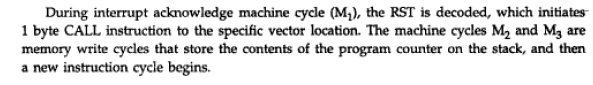 During interrupt acknowledge machine cycle (M₁), the RST is decoded, which initiates
1 byte CALL instruction to the specific vector location. The machine cycles M₂ and M₃ are
memory write cycles that store the contents of the program counter on the stack, and then
a new instruction cycle begins.